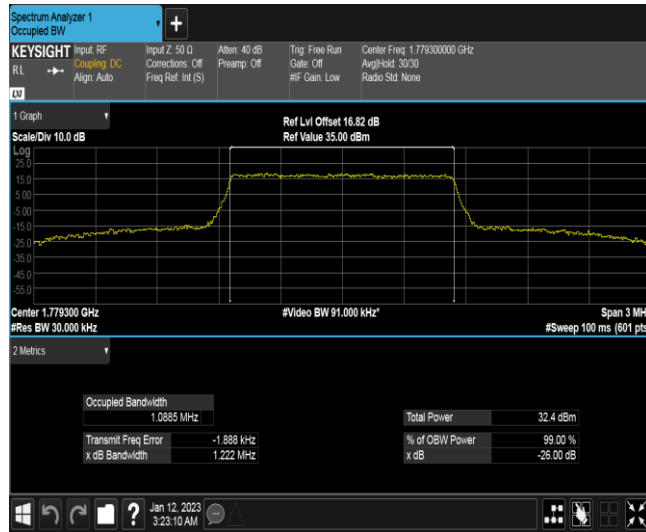 Spectrum Analyzer 1
Occupied BW
+
KEYSIGHT
RL
LXI
Input: RF
Coupling: DC
Align: Auto
Input Z: 50 Ω
Corrections: Off
Freq Ref: Int (S)
Atten: 40 dB
Preamp: Off
Trig: Free Run
Gate: Off
#IF Gain: Low
Center Freq: 1.779300000 GHz
Avg|Hold: 30/30
Radio Std: None
1 Graph
Scale/Div 10.0 dB
Ref Lvl Offset 16.82 dB
Ref Value 35.00 dBm
Log
25.0
15.0
5.00
-5.00
-15.0
-25.0
-35.0
-45.0
-55.0
Center 1.779300 GHz
#Res BW 30.000 kHz
#Video BW 91.000 kHz*
Span 3 MH
#Sweep 100 ms (601 pts
2 Metrics
Occupied Bandwidth
1.0885 MHz
Transmit Freq Error -1.888 kHz
x dB Bandwidth 1.222 MHz
Total Power 32.4 dBm
% of OBW Power 99.00 %
x dB -26.00 dB
?
Jan 12, 2023
3:23:10 AM